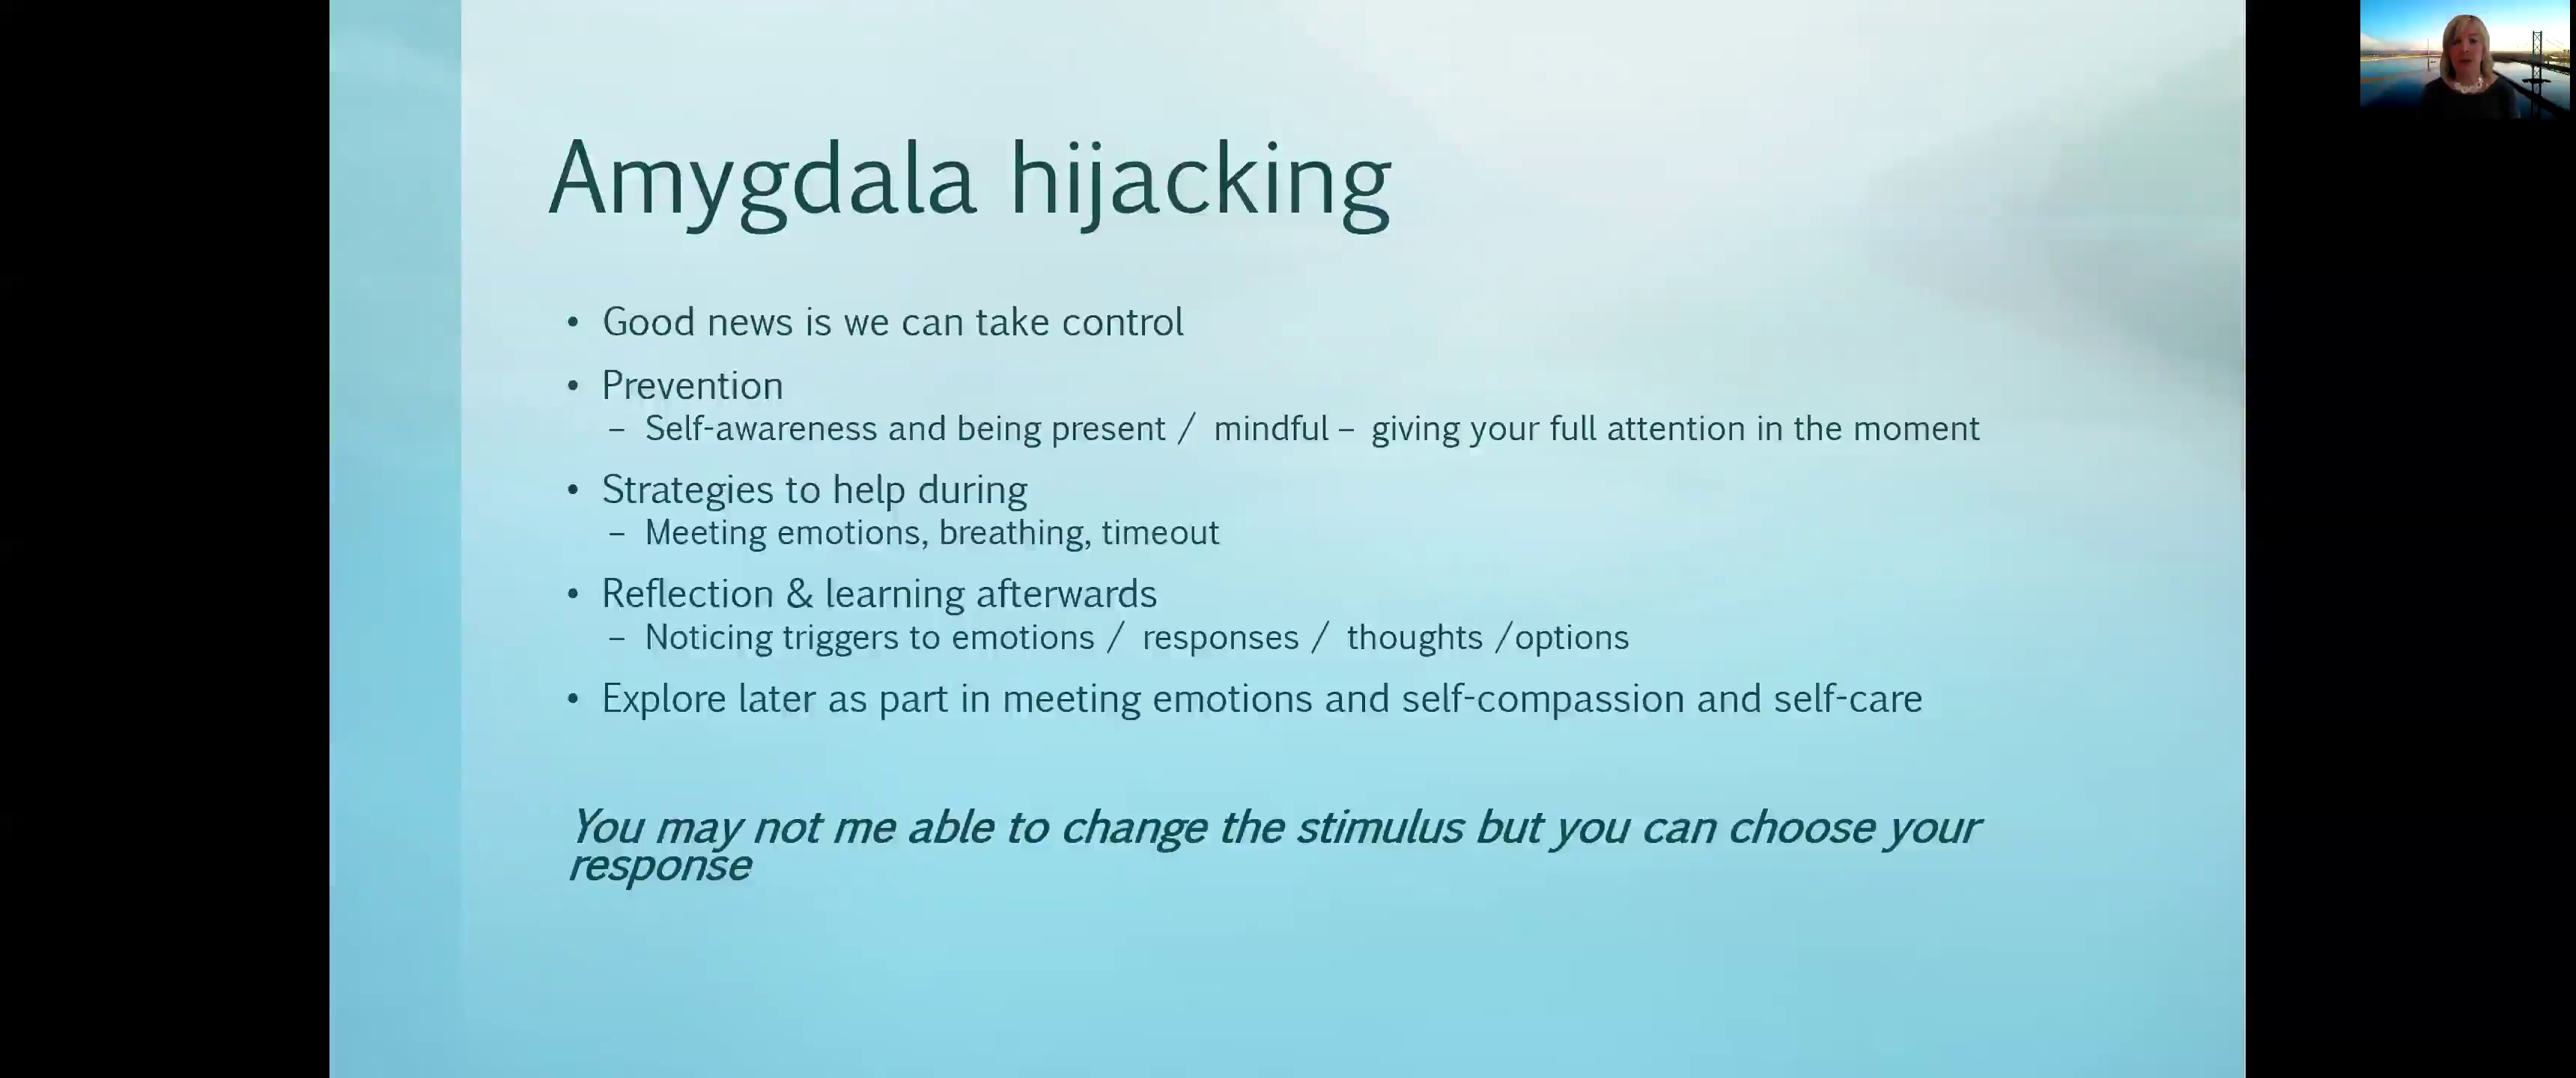 Amygdala hijacking
• Good news is we can take control
• Prevention
– Self-awareness and being present / mindful – giving your full attention in the moment
• Strategies to help during
– Meeting emotions, breathing, timeout
• Reflection & learning afterwards
– Noticing triggers to emotions / responses / thoughts /options
• Explore later as part in meeting emotions and self-compassion and self-care
You may not me able to change the stimulus but you can choose your
response